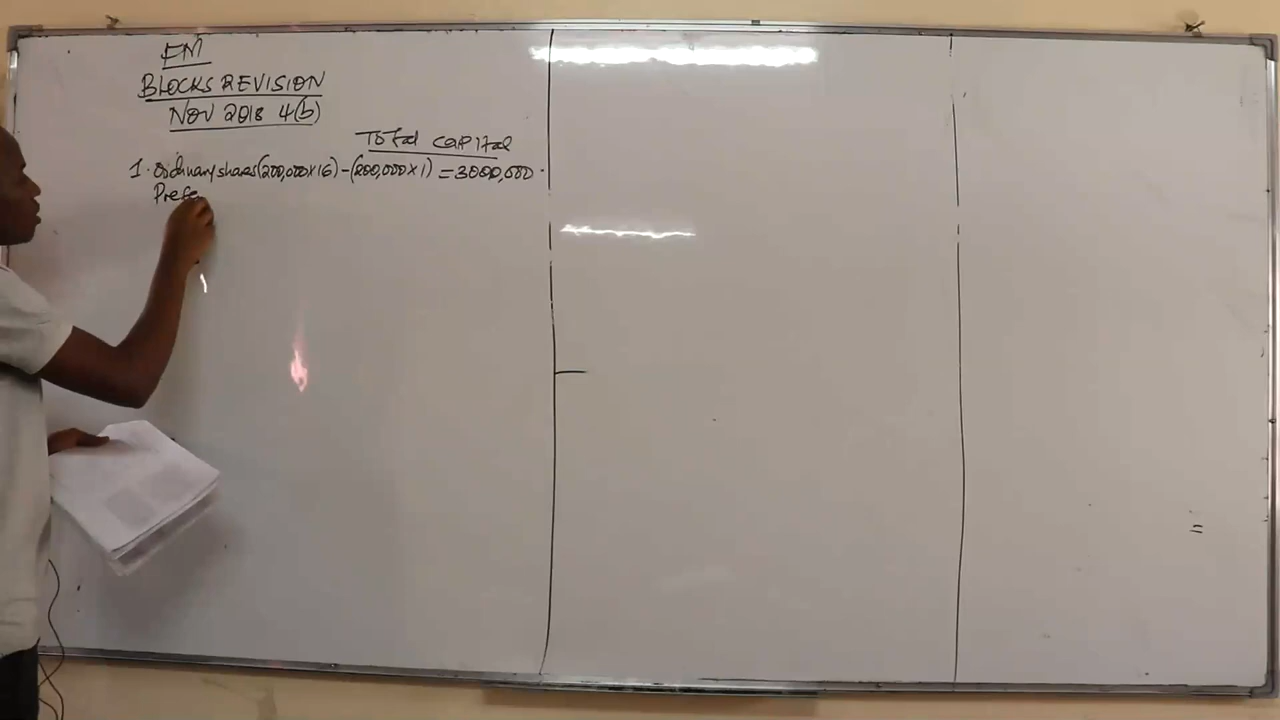 FM
BLOCKS REVISION
NOV 2018 4(b)
Total capital
1. Ordinary shares (200,000 x 16) - (200,000 x 1) = 3000,000
Prefe
=